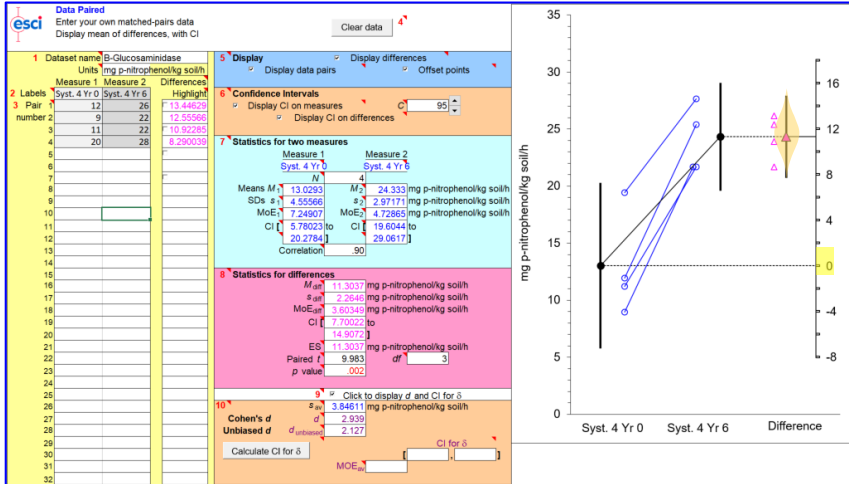 esci
Data Paired
Enter your own matched-pairs data
Display mean of differences, with CI
Clear data
4
1 Dataset name B-Glucosaminidase
Units mg p-nitrophenol/kg soil/h
Measure 1 Measure 2 Differences
2 Labels Syst. 4 Yr 0 Syst. 4 Yr 6 Highlight
3 Pair 1 12 26 13.44629
number 2 9 22 12.55566
3 11 22 10.92285
4 20 28 8.290039
5
6
7
8
9
10
11
12
13
14
15
16
17
18
19
20
21
22
23
24
25
26
27
28
29
30
31
32
5 Display
Display differences
Display data pairs
Offset points
6 Confidence Intervals
Display CI on measures
C 95
Display CI on differences
7 Statistics for two measures
Measure 1 Measure 2
Syst. 4 Yr 0 Syst. 4 Yr 6
N 4
Means M1 13.0293 M2 24.333 mg p-nitrophenol/kg soil/h
SDs s1 4.55566 s2 2.97171 mg p-nitrophenol/kg soil/h
MoE1 7.24907 MoE2 4.72865 mg p-nitrophenol/kg soil/h
CI [ 5.78023 to CI [ 19.6044 to
20.2784 ] 29.0617 ]
Correlation .90
8 Statistics for differences
Mdiff 11.3037 mg p-nitrophenol/kg soil/h
sdiff 2.2646 mg p-nitrophenol/kg soil/h
MoEdiff 3.60349 mg p-nitrophenol/kg soil/h
CI [ 7.70022 to
14.9072 ]
ES 11.3037 mg p-nitrophenol/kg soil/h
Paired t 9.983 df 3
p value .002
9 Click to display d and CI for δ
10 sav 3.84611 mg p-nitrophenol/kg soil/h
Cohen's d d 2.939
Unbiased d dunbiased 2.127
Calculate CI for δ
CI for δ
[ , ]
MOEav
mg p-nitrophenol/kg soil/h
35
30
25
20
15
10
5
0
Syst. 4 Yr 0 Syst. 4 Yr 6 Difference
16
12
8
4
0
-4
-8